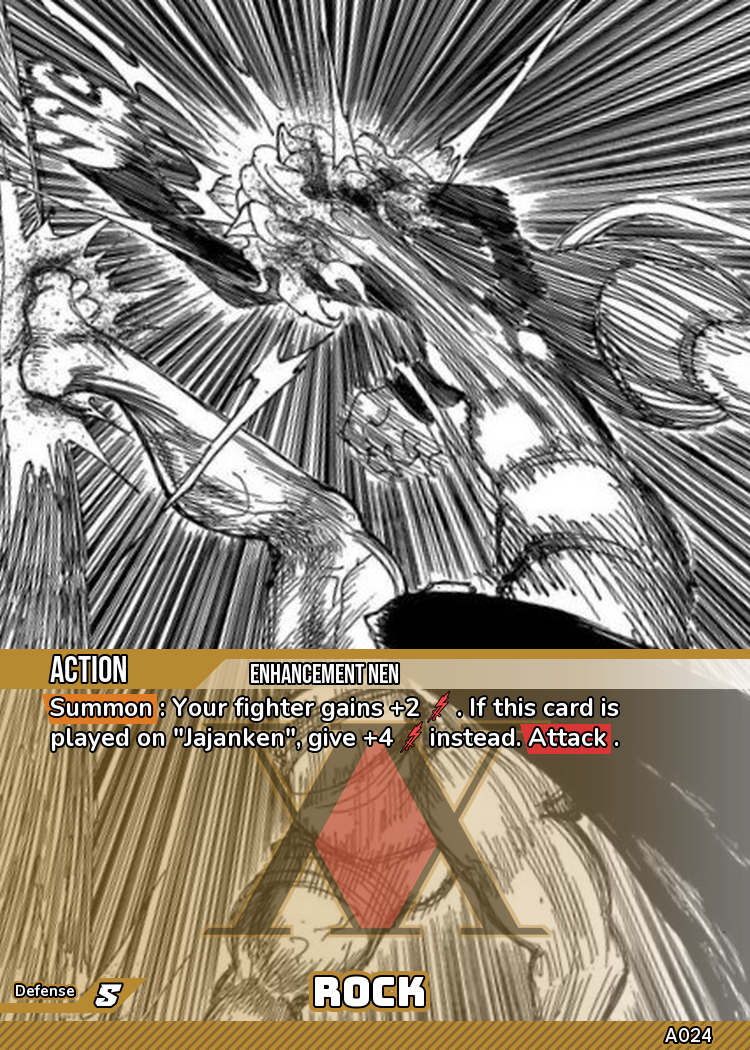 ACTION
ENHANCEMENT NEN
Summon : Your fighter gains +2 . If this card is
played on "Jajanken", give +4 instead. Attack .
Defense 5
ROCK
A024